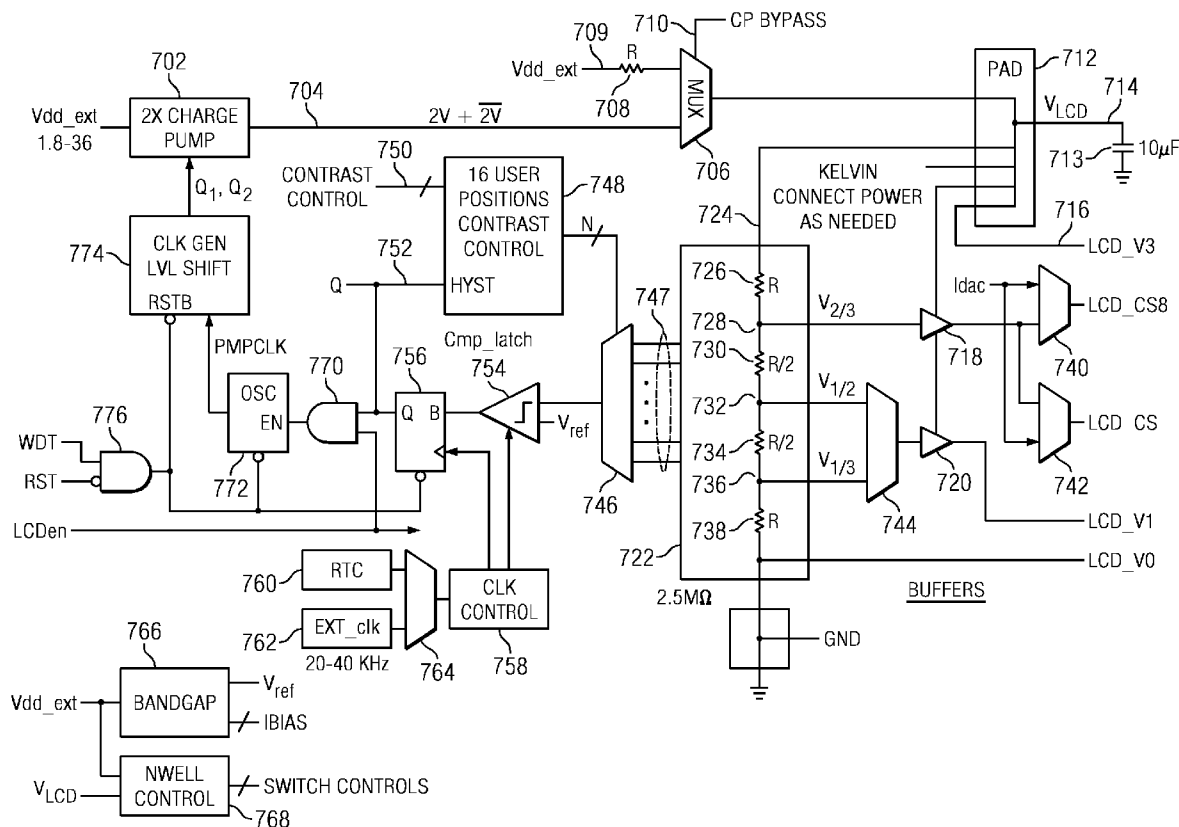 710
CP BYPASS
709
Vdd_ext
R
708
MUX
706
702
Vdd_ext
1.8-36
2X CHARGE
PUMP
704
2V + 2V̅
712
PAD
V_LCD
714
713
10µF
750
CONTRAST
CONTROL
16 USER
POSITIONS
CONTRAST
CONTROL
748
N
KELVIN
CONNECT POWER
AS NEEDED
716
LCD_V3
Q₁, Q₂
774
CLK GEN
LVL SHIFT
RSTB
752
Q
HYST
724
726
R
747
Idac
LCD_CS8
740
V_2/3
728
718
730
R/2
PMPCLK
770
756
Cmp_latch
754
V_ref
OSC
EN
Q
B
732
V_1/2
734
R/2
V_1/3
736
738
R
720
LCD_CS
742
744
746
776
WDT
RST
772
LCDen
LCD_V1
722
LCD_V0
760
RTC
762
EXT_clk
20-40 KHz
764
CLK
CONTROL
758
2.5MΩ
BUFFERS
GND
766
Vdd_ext
BANDGAP
V_ref
IBIAS
V_LCD
NWELL
CONTROL
SWITCH CONTROLS
768